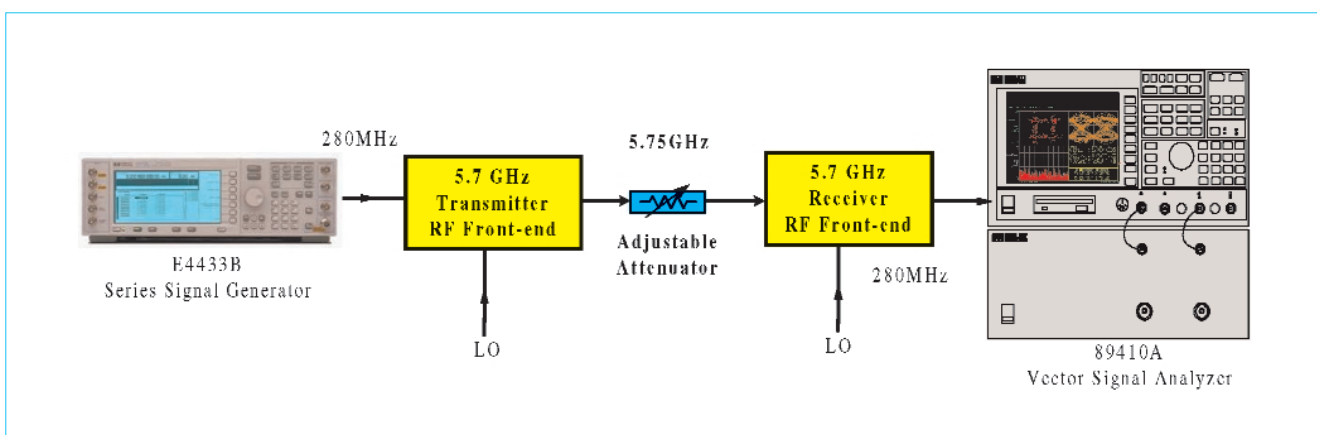 280MHz
5.7 GHz
Transmitter
RF Front-end
5.75GHz
Adjustable
Attenuator
5.7 GHz
Receiver
RF Front-end
280MHz
E4433B
Series Signal Generator
LO
LO
89410A
Vector Signal Analyzer